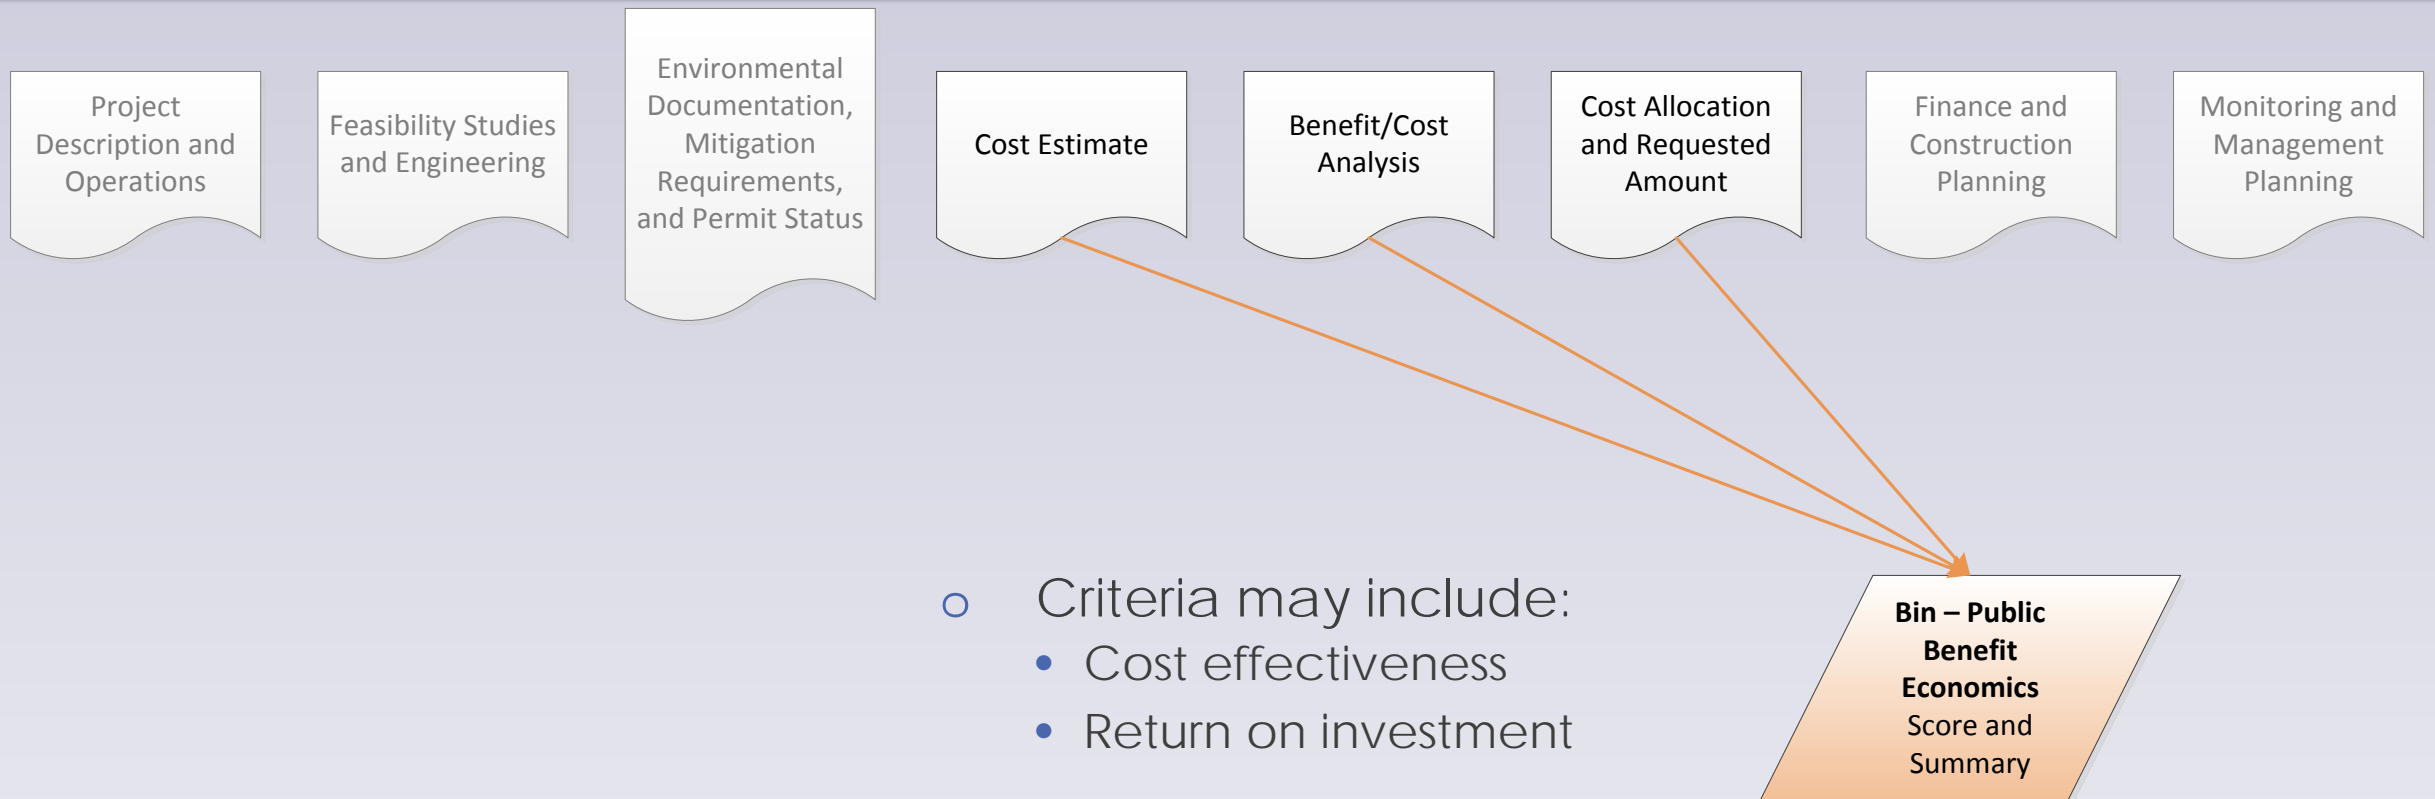 Project
Description and
Operations
Feasibility Studies
and Engineering
Environmental
Documentation,
Mitigation
Requirements,
and Permit Status
Cost Estimate
Benefit/Cost
Analysis
Cost Allocation
and Requested
Amount
Finance and
Construction
Planning
Monitoring and
Management
Planning
Criteria may include:
Cost effectiveness
Return on investment
Bin – Public
Benefit
Economics
Score and
Summary